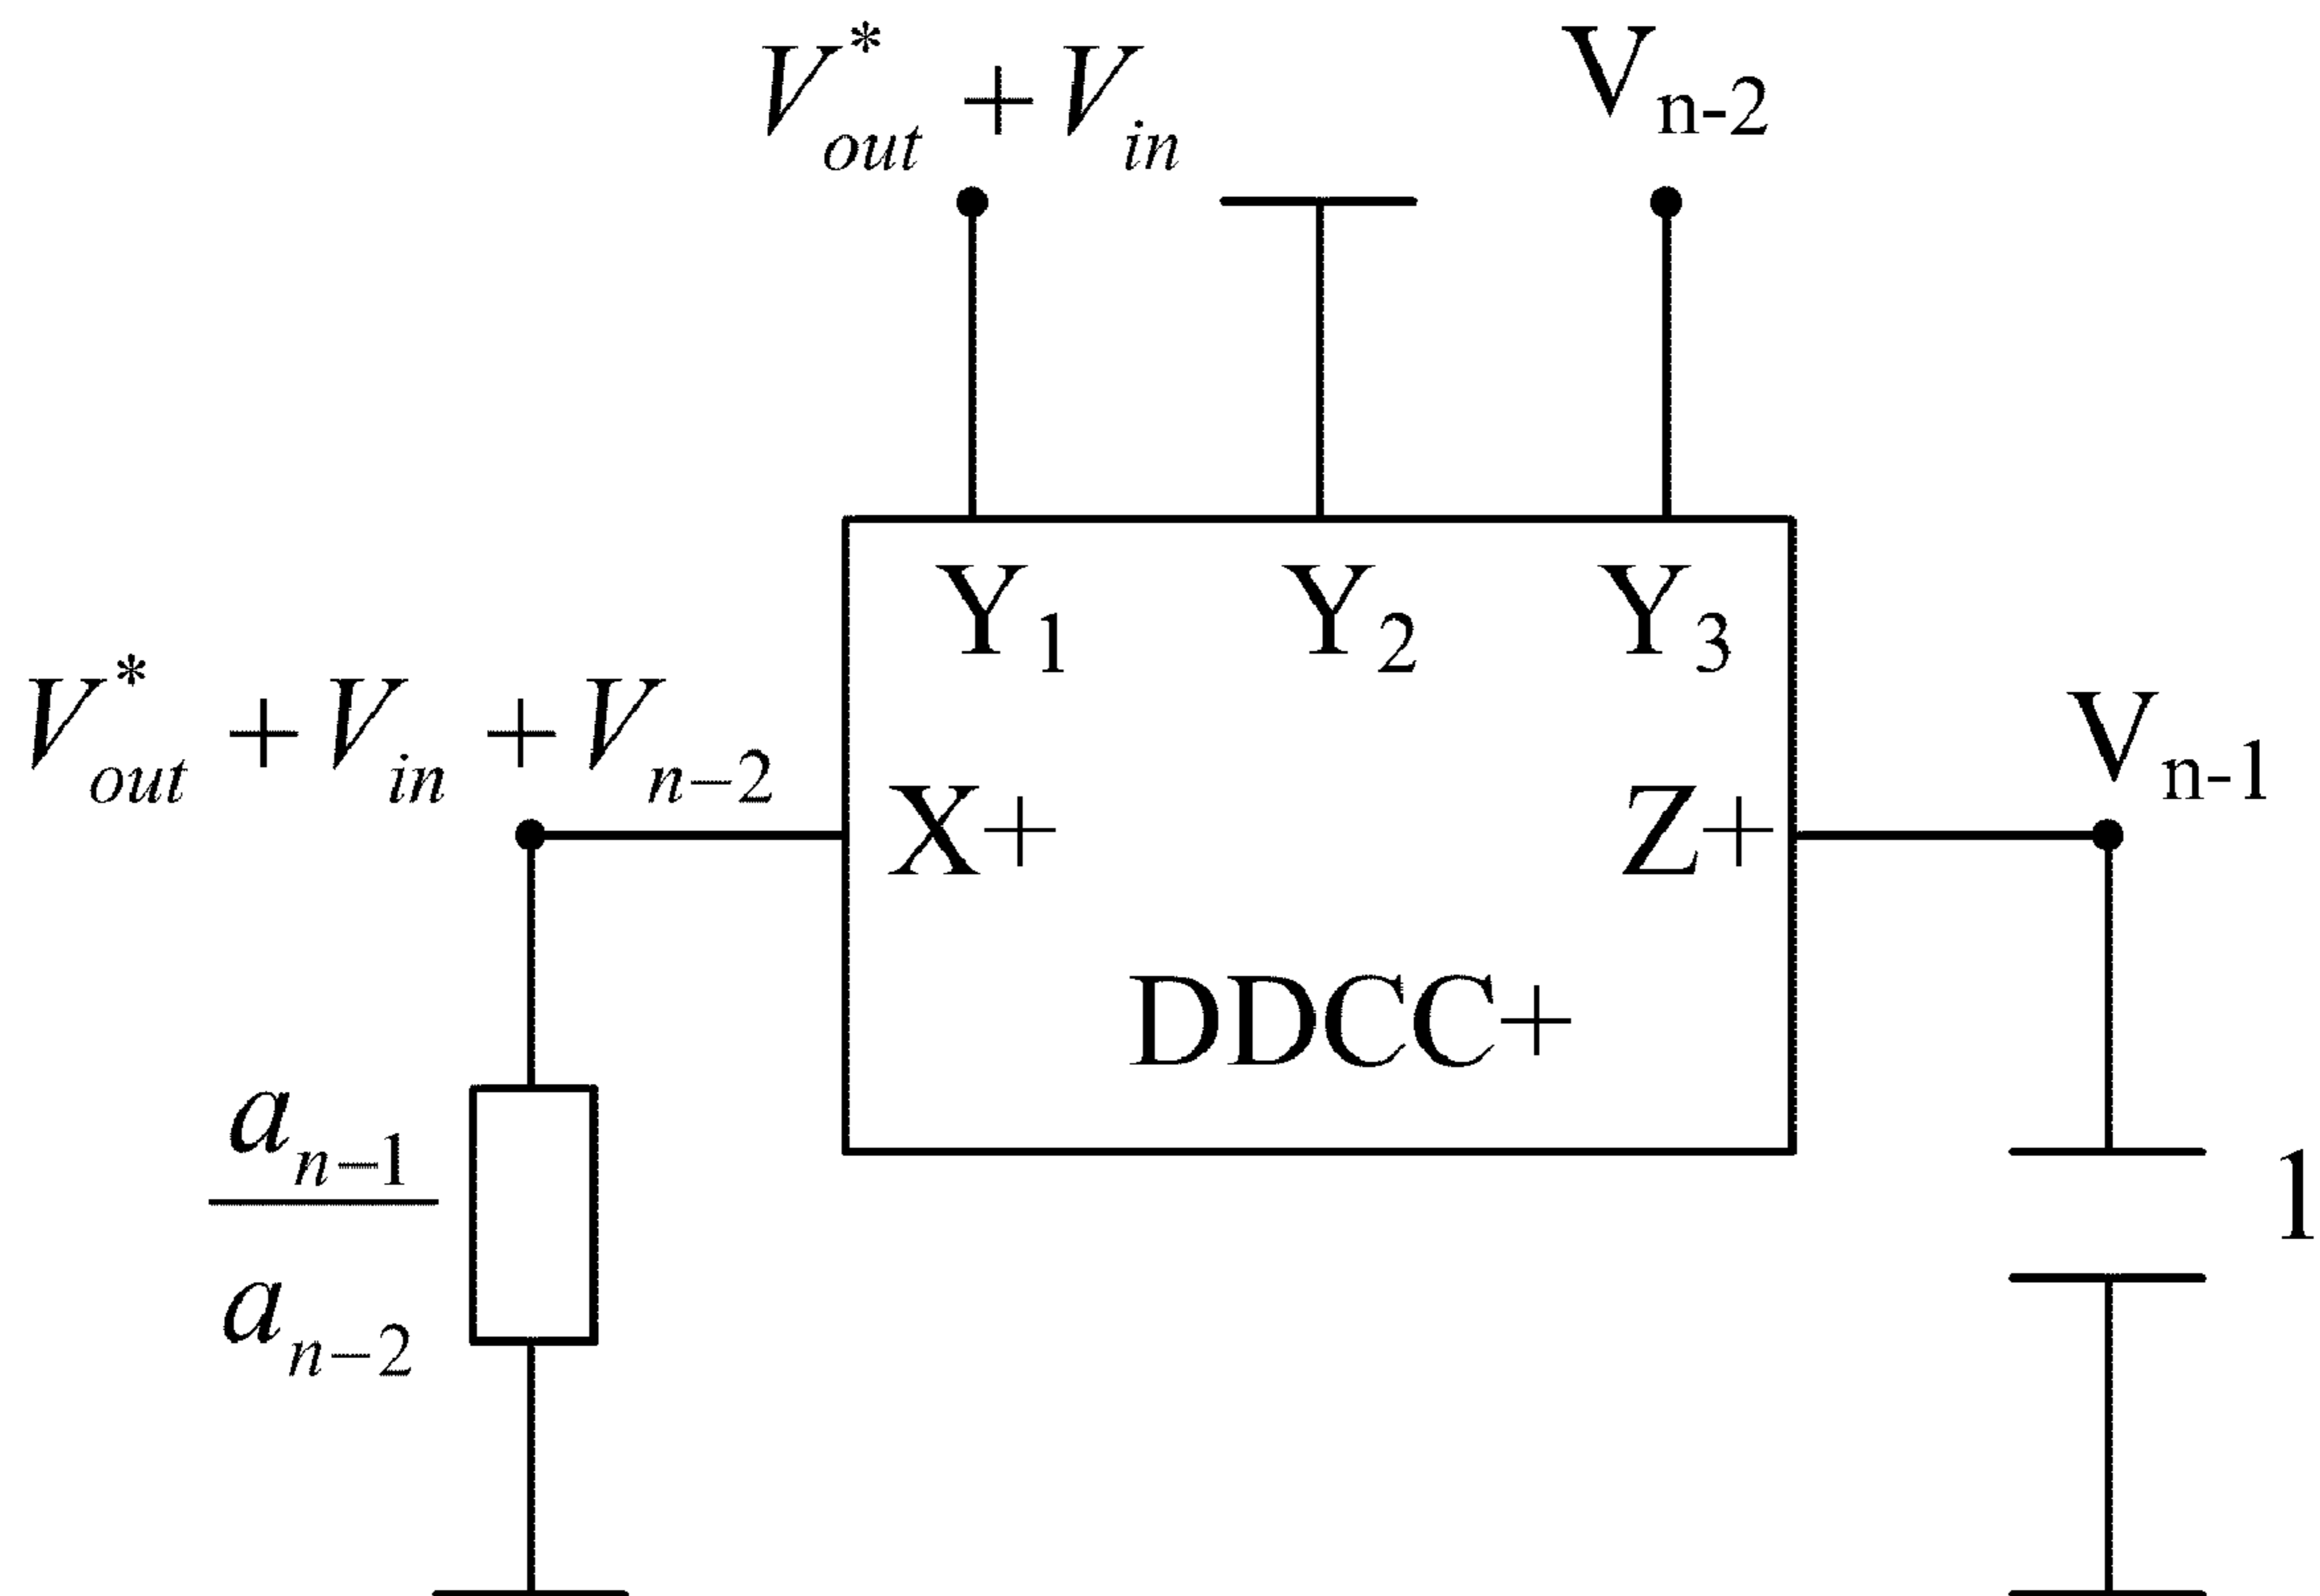 V*out + Vin
Vn-2
Y1 Y2 Y3
V*out + Vin + Vn−2
X+
Z+
Vn-1
DDCC+
an−1
an−2
1